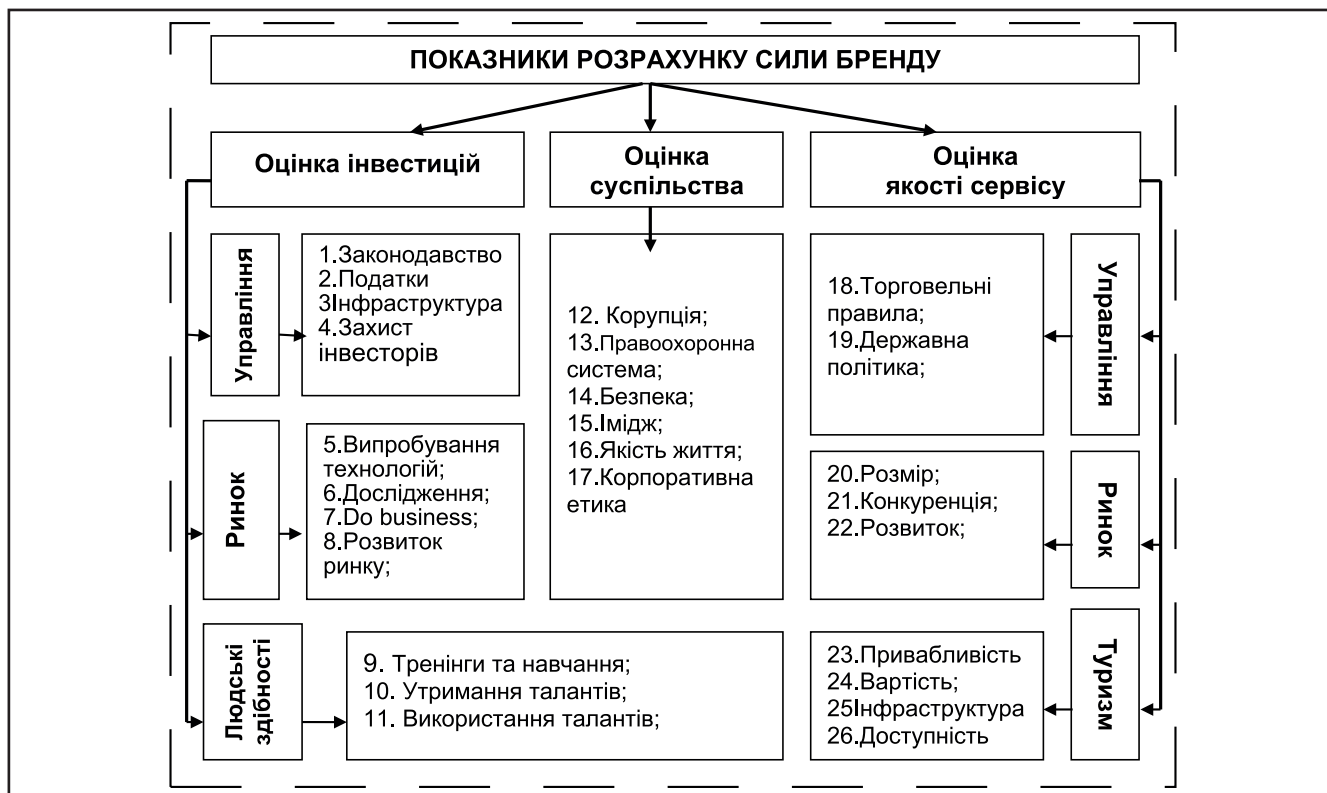 ПОКАЗНИКИ РОЗРАХУНКУ СИЛИ БРЕНДУ
Оцінка інвестицій
Оцінка
суспільства
Оцінка
якості сервісу
Управління
1.Законодавство
2.Податки
3Інфраструктура
4.Захист
інвесторів
Ринок
5.Випробування
технологій;
6.Дослідження;
7.Do business;
8.Розвиток
ринку;
Людські
здібності
9. Тренінги та навчання;
10. Утримання талантів;
11. Використання талантів;
12. Корупція;
13.Правоохоронна
система;
14.Безпека;
15.Імідж;
16.Якість життя;
17.Корпоративна
етика
18.Торговельні
правила;
19.Державна
політика;
Управління
20.Розмір;
21.Конкуренція;
22.Розвиток;
Ринок
23.Привабливість
24.Вартість;
25Інфраструктура
26.Доступність
Туризм